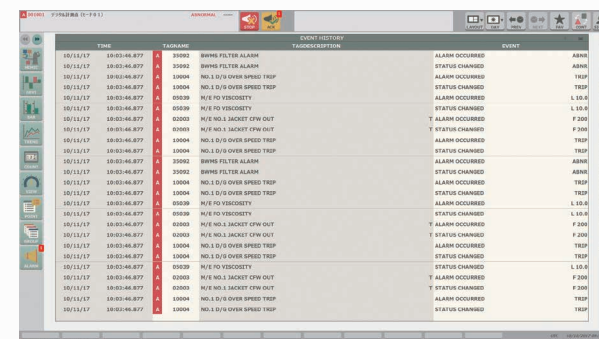 ABNORMAL
STOP
ACK
LAYOUT DAY PREV NEXT FAV
EVENT HISTORY
TIME TAGNAME TAGDESCRIPTION EVENT
10/11/17 10:03:46.877 A 35092 BWMS FILTER ALARM ALARM OCCURRED ABNR
10/11/17 10:03:46.877 A 35092 BWMS FILTER ALARM STATUS CHANGED ABNR
10/11/17 10:03:46.877 A 10004 NO.1 D/G OVER SPEED TRIP ALARM OCCURRED TRIP
10/11/17 10:03:46.877 A 10004 NO.1 D/G OVER SPEED TRIP STATUS CHANGED TRIP
10/11/17 10:03:46.877 A 05039 M/E FO VISCOSITY ALARM OCCURRED L 10.0
10/11/17 10:03:46.877 A 05039 M/E FO VISCOSITY STATUS CHANGED L 10.0
10/11/17 10:03:46.877 A 02003 M/E NO.1 JACKET CFW OUT T ALARM OCCURRED F 200
10/11/17 10:03:46.877 A 02003 M/E NO.1 JACKET CFW OUT T STATUS CHANGED F 200
10/11/17 10:03:46.877 A 10004 NO.1 D/G OVER SPEED TRIP ALARM OCCURRED TRIP
10/11/17 10:03:46.877 A 10004 NO.1 D/G OVER SPEED TRIP STATUS CHANGED TRIP
10/11/17 10:03:46.877 A 35092 BWMS FILTER ALARM ALARM OCCURRED ABNR
10/11/17 10:03:46.877 A 35092 BWMS FILTER ALARM STATUS CHANGED ABNR
10/11/17 10:03:46.877 A 10004 NO.1 D/G OVER SPEED TRIP ALARM OCCURRED TRIP
10/11/17 10:03:46.877 A 10004 NO.1 D/G OVER SPEED TRIP STATUS CHANGED TRIP
10/11/17 10:03:46.877 A 05039 M/E FO VISCOSITY ALARM OCCURRED L 10.0
10/11/17 10:03:46.877 A 05039 M/E FO VISCOSITY STATUS CHANGED L 10.0
10/11/17 10:03:46.877 A 02003 M/E NO.1 JACKET CFW OUT T ALARM OCCURRED F 200
10/11/17 10:03:46.877 A 02003 M/E NO.1 JACKET CFW OUT T STATUS CHANGED F 200
10/11/17 10:03:46.877 A 10004 NO.1 D/G OVER SPEED TRIP ALARM OCCURRED TRIP
10/11/17 10:03:46.877 A 10004 NO.1 D/G OVER SPEED TRIP STATUS CHANGED TRIP
10/11/17 10:03:46.877 A 05039 M/E FO VISCOSITY STATUS CHANGED L 10.0
10/11/17 10:03:46.877 A 02003 M/E NO.1 JACKET CFW OUT T ALARM OCCURRED F 200
10/11/17 10:03:46.877 A 02003 M/E NO.1 JACKET CFW OUT T STATUS CHANGED F 200
10/11/17 10:03:46.877 A 10004 NO.1 D/G OVER SPEED TRIP ALARM OCCURRED TRIP
10/11/17 10:03:46.877 A 10004 NO.1 D/G OVER SPEED TRIP STATUS CHANGED TRIP
BAR
TREND
EVENT
GROUP
ALARM